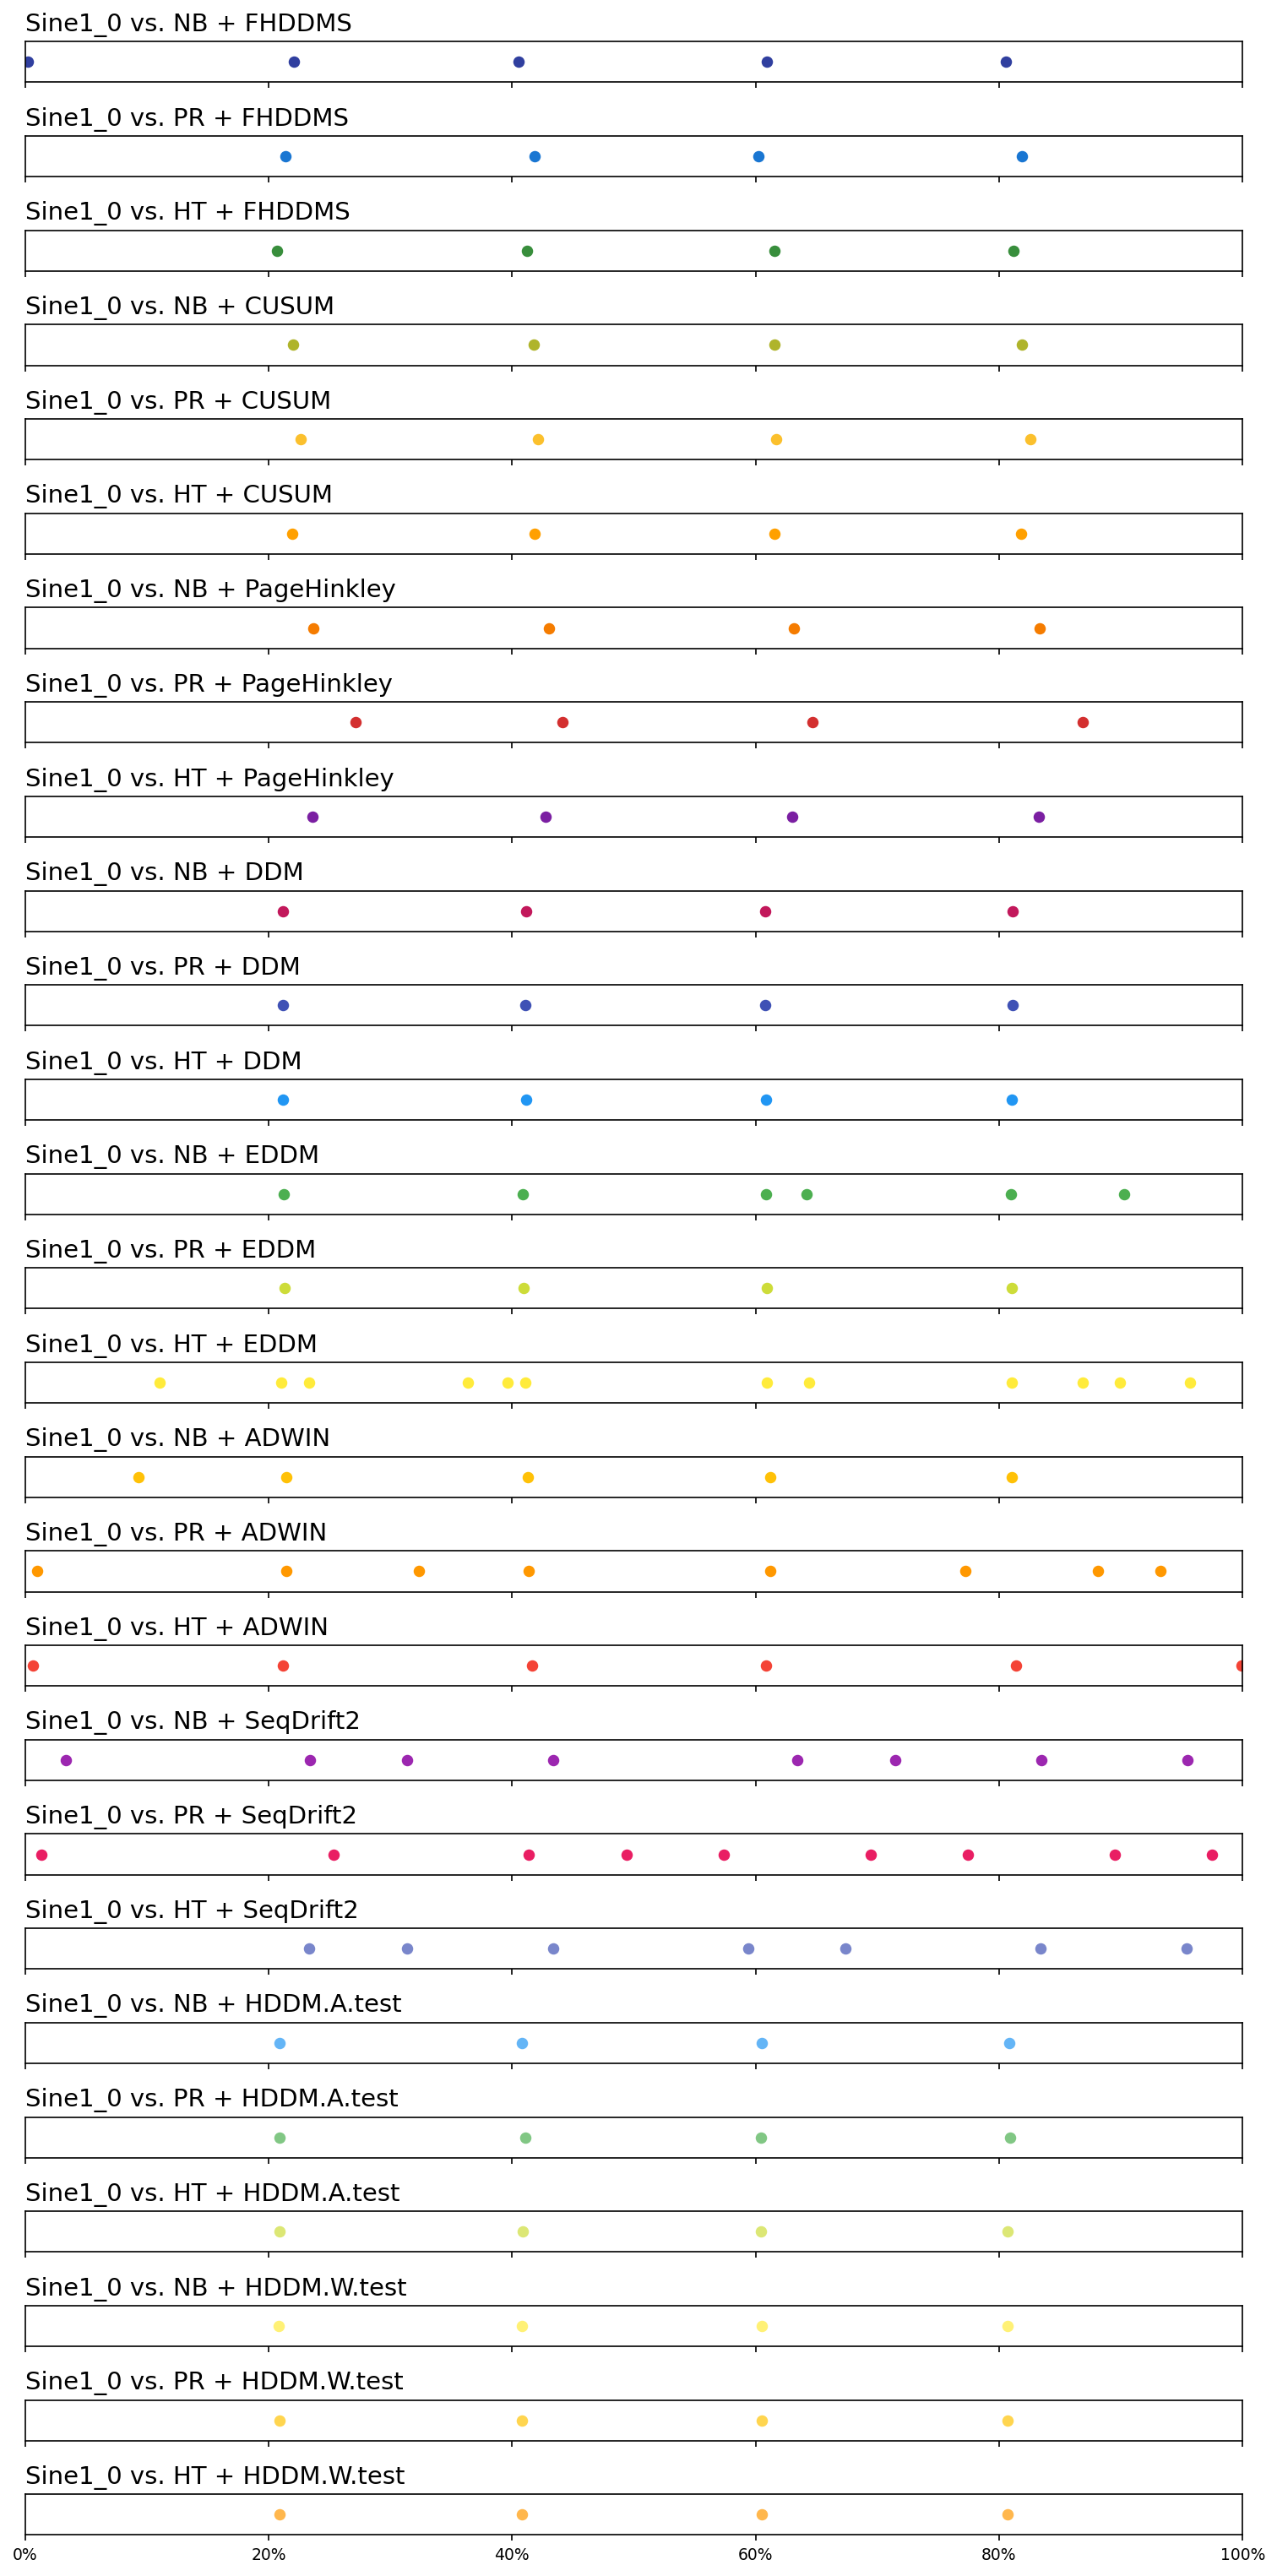 Sine1_0 vs. NB + FHDDMS
Sine1_0 vs. PR + FHDDMS
Sine1_0 vs. HT + FHDDMS
Sine1_0 vs. NB + CUSUM
Sine1_0 vs. PR + CUSUM
Sine1_0 vs. HT + CUSUM
Sine1_0 vs. NB + PageHinkley
Sine1_0 vs. PR + PageHinkley
Sine1_0 vs. HT + PageHinkley
Sine1_0 vs. NB + DDM
Sine1_0 vs. PR + DDM
Sine1_0 vs. HT + DDM
Sine1_0 vs. NB + EDDM
Sine1_0 vs. PR + EDDM
Sine1_0 vs. HT + EDDM
Sine1_0 vs. NB + ADWIN
Sine1_0 vs. PR + ADWIN
Sine1_0 vs. HT + ADWIN
Sine1_0 vs. NB + SeqDrift2
Sine1_0 vs. PR + SeqDrift2
Sine1_0 vs. HT + SeqDrift2
Sine1_0 vs. NB + HDDM.A.test
Sine1_0 vs. PR + HDDM.A.test
Sine1_0 vs. HT + HDDM.A.test
Sine1_0 vs. NB + HDDM.W.test
Sine1_0 vs. PR + HDDM.W.test
Sine1_0 vs. HT + HDDM.W.test
0% 20% 40% 60% 80% 100%